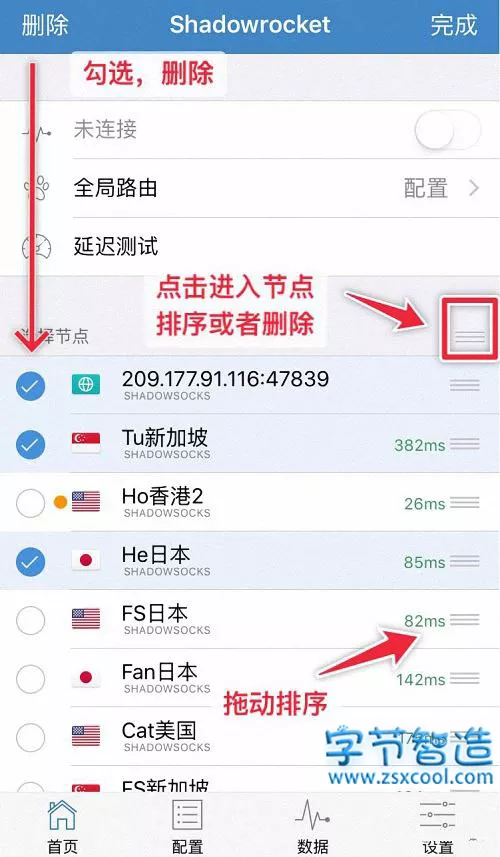 删除 Shadowrocket 完成
勾选，删除
未连接
全局路由 配置
延迟测试
点击进入节点
排序或者删除
选择节点
209.177.91.116:47839
SHADOWSOCKS
Tu新加坡 382ms
SHADOWSOCKS
Ho香港2 26ms
SHADOWSOCKS
He日本 85ms
SHADOWSOCKS
FS日本 82ms
SHADOWSOCKS
Fan日本 142ms
SHADOWSOCKS
拖动排序
Cat美国
SHADOWSOCKS
字节智造
www.zsxcool.com
FS新加坡
首页 配置 数据 设置